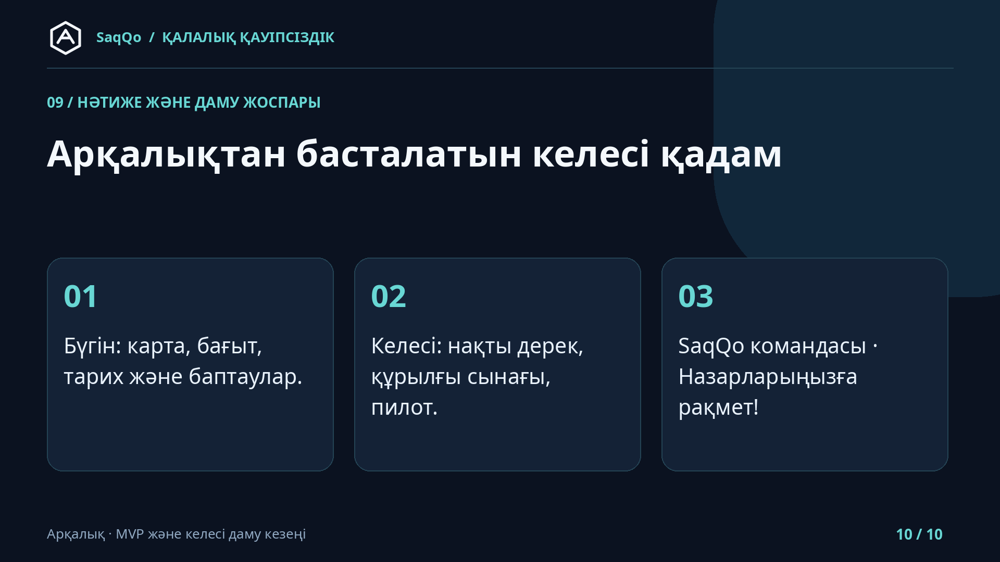 SaqQo / ҚАЛАЛЫҚ ҚАУІПСІЗДІК
09 / НӘТИЖЕ ЖӘНЕ ДАМУ ЖОСПАРЫ
Арқалықтан басталатын келесі қадам
01
Бүгін: карта, бағыт,
тарих және баптаулар.
02
Келесі: нақты дерек,
құрылғы сынағы,
пилот.
03
SaqQo командасы ·
Назарларыңызға
рақмет!
Арқалық · MVP және келесі даму кезеңі
10 / 10